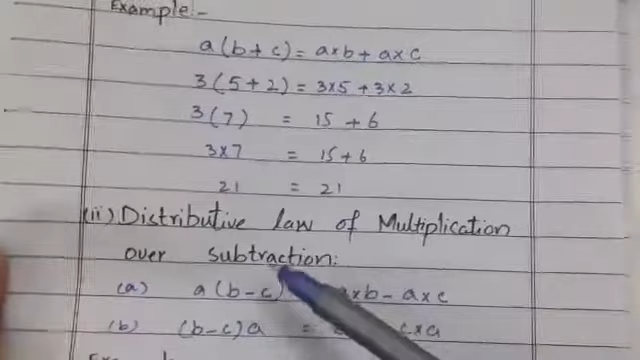 Example:-
a(b+c) = a×b + a×c
3(5+2) = 3×5 + 3×2
3(7) = 15 + 6
3×7 = 15+6
21 = 21
(ii) Distributive law of Multiplication
over subtraction:
(a) a(b-c) a×b - a×c
(b) (b-c)a = c×a